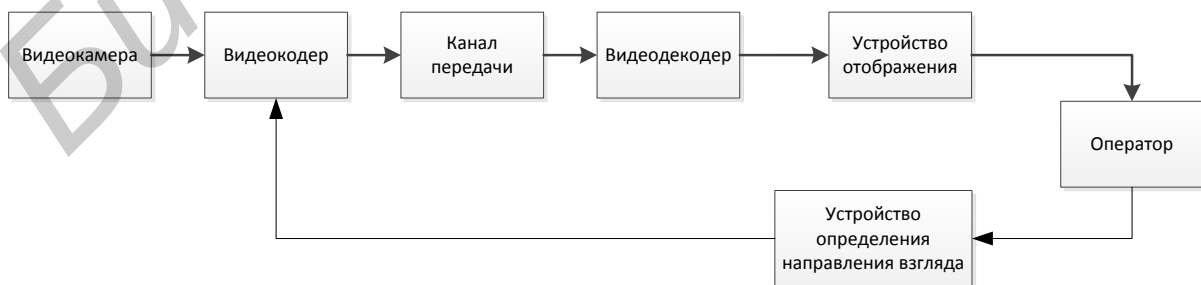 Видеокамера
Видеокодер
Канал
передачи
Видеодекодер
Устройство
отображения
Оператор
Устройство
определения
направления взгляда